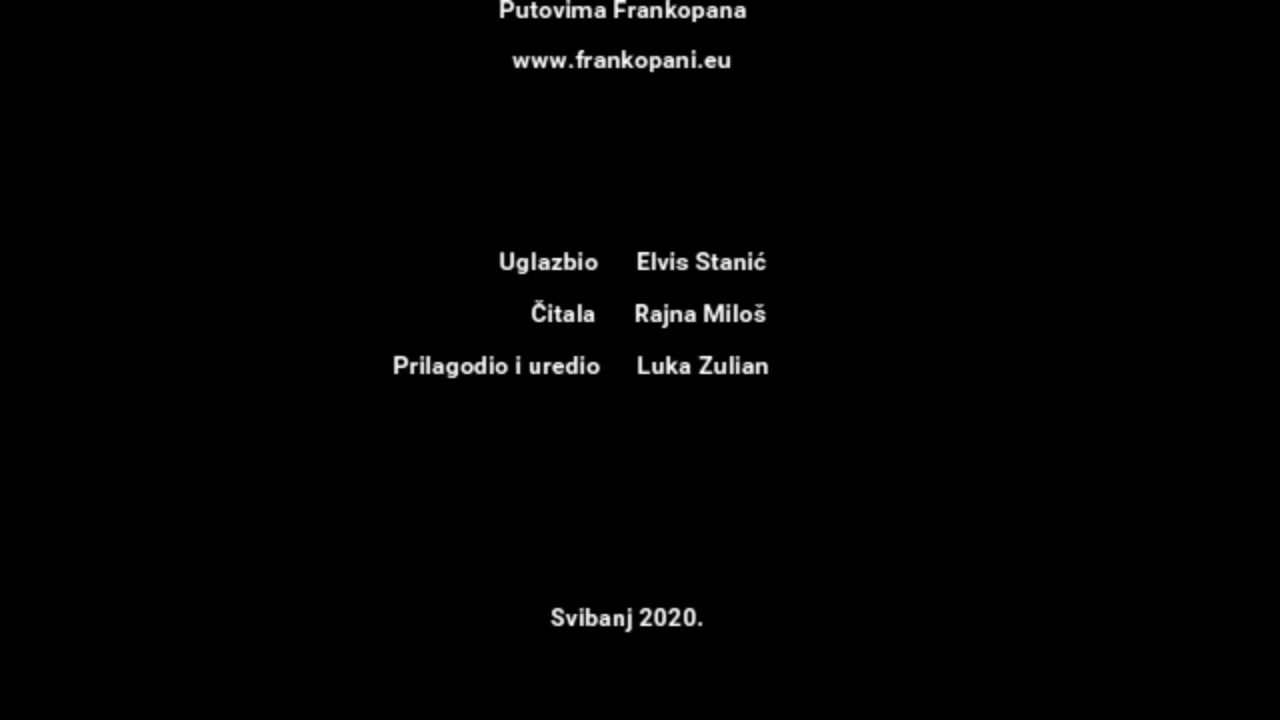 Putovima Frankopana
www.frankopani.eu
Uglazbio Elvis Stanić
Čitala Rajna Miloš
Prilagodio i uredio Luka Zulian
Svibanj 2020.